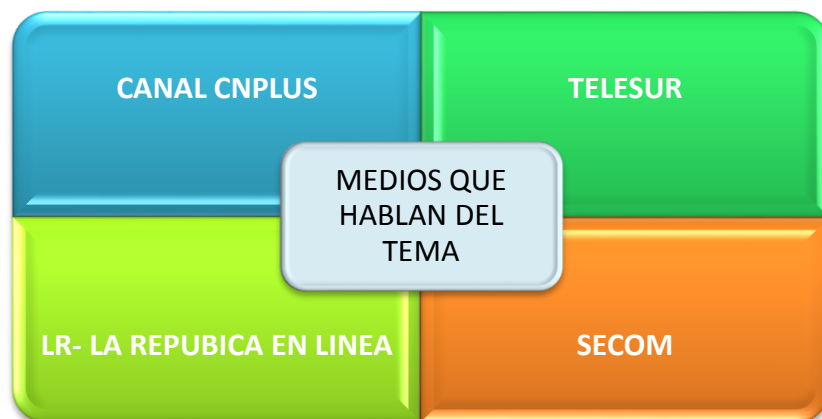 CANAL CNPLUS
TELESUR
MEDIOS QUE
HABLAN DEL
TEMA
LR- LA REPUBICA EN LINEA
SECOM